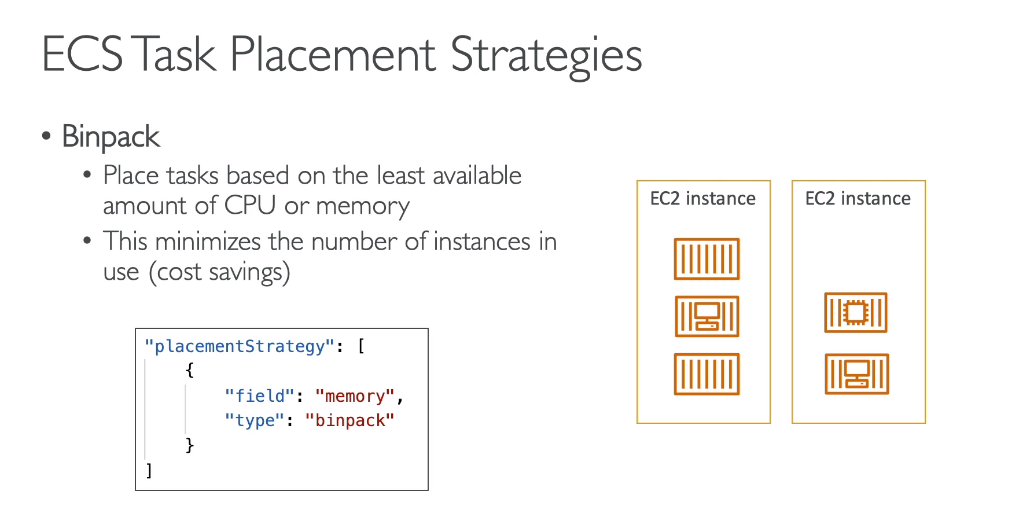 ECS Task Placement Strategies
• Binpack
• Place tasks based on the least available
amount of CPU or memory
• This minimizes the number of instances in
use (cost savings)
"placementStrategy": [
{
"field": "memory",
"type": "binpack"
}
]
EC2 instance
EC2 instance